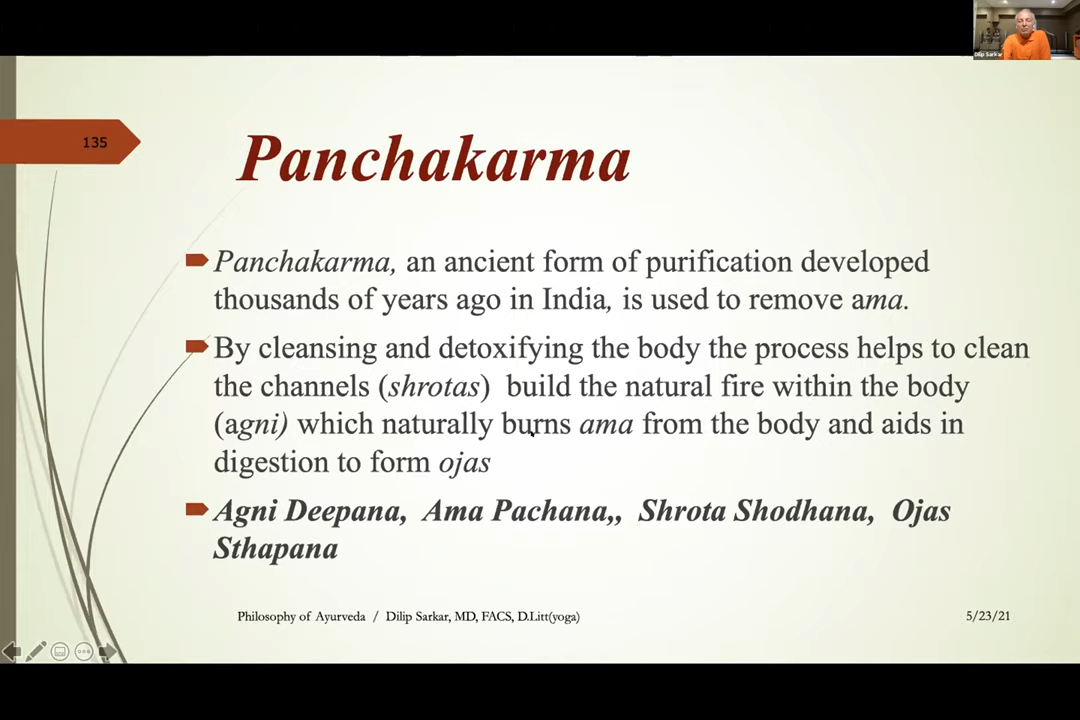 Dilip Sarkar
135
Panchakarma
Panchakarma, an ancient form of purification developed
thousands of years ago in India, is used to remove ama.
By cleansing and detoxifying the body the process helps to clean
the channels (shrotas) build the natural fire within the body
(agni) which naturally burns ama from the body and aids in
digestion to form ojas
Agni Deepana, Ama Pachana,, Shrota Shodhana, Ojas
Sthapana
Philosophy of Ayurveda / Dilip Sarkar, MD, FACS, D.Litt(yoga)
5/23/21